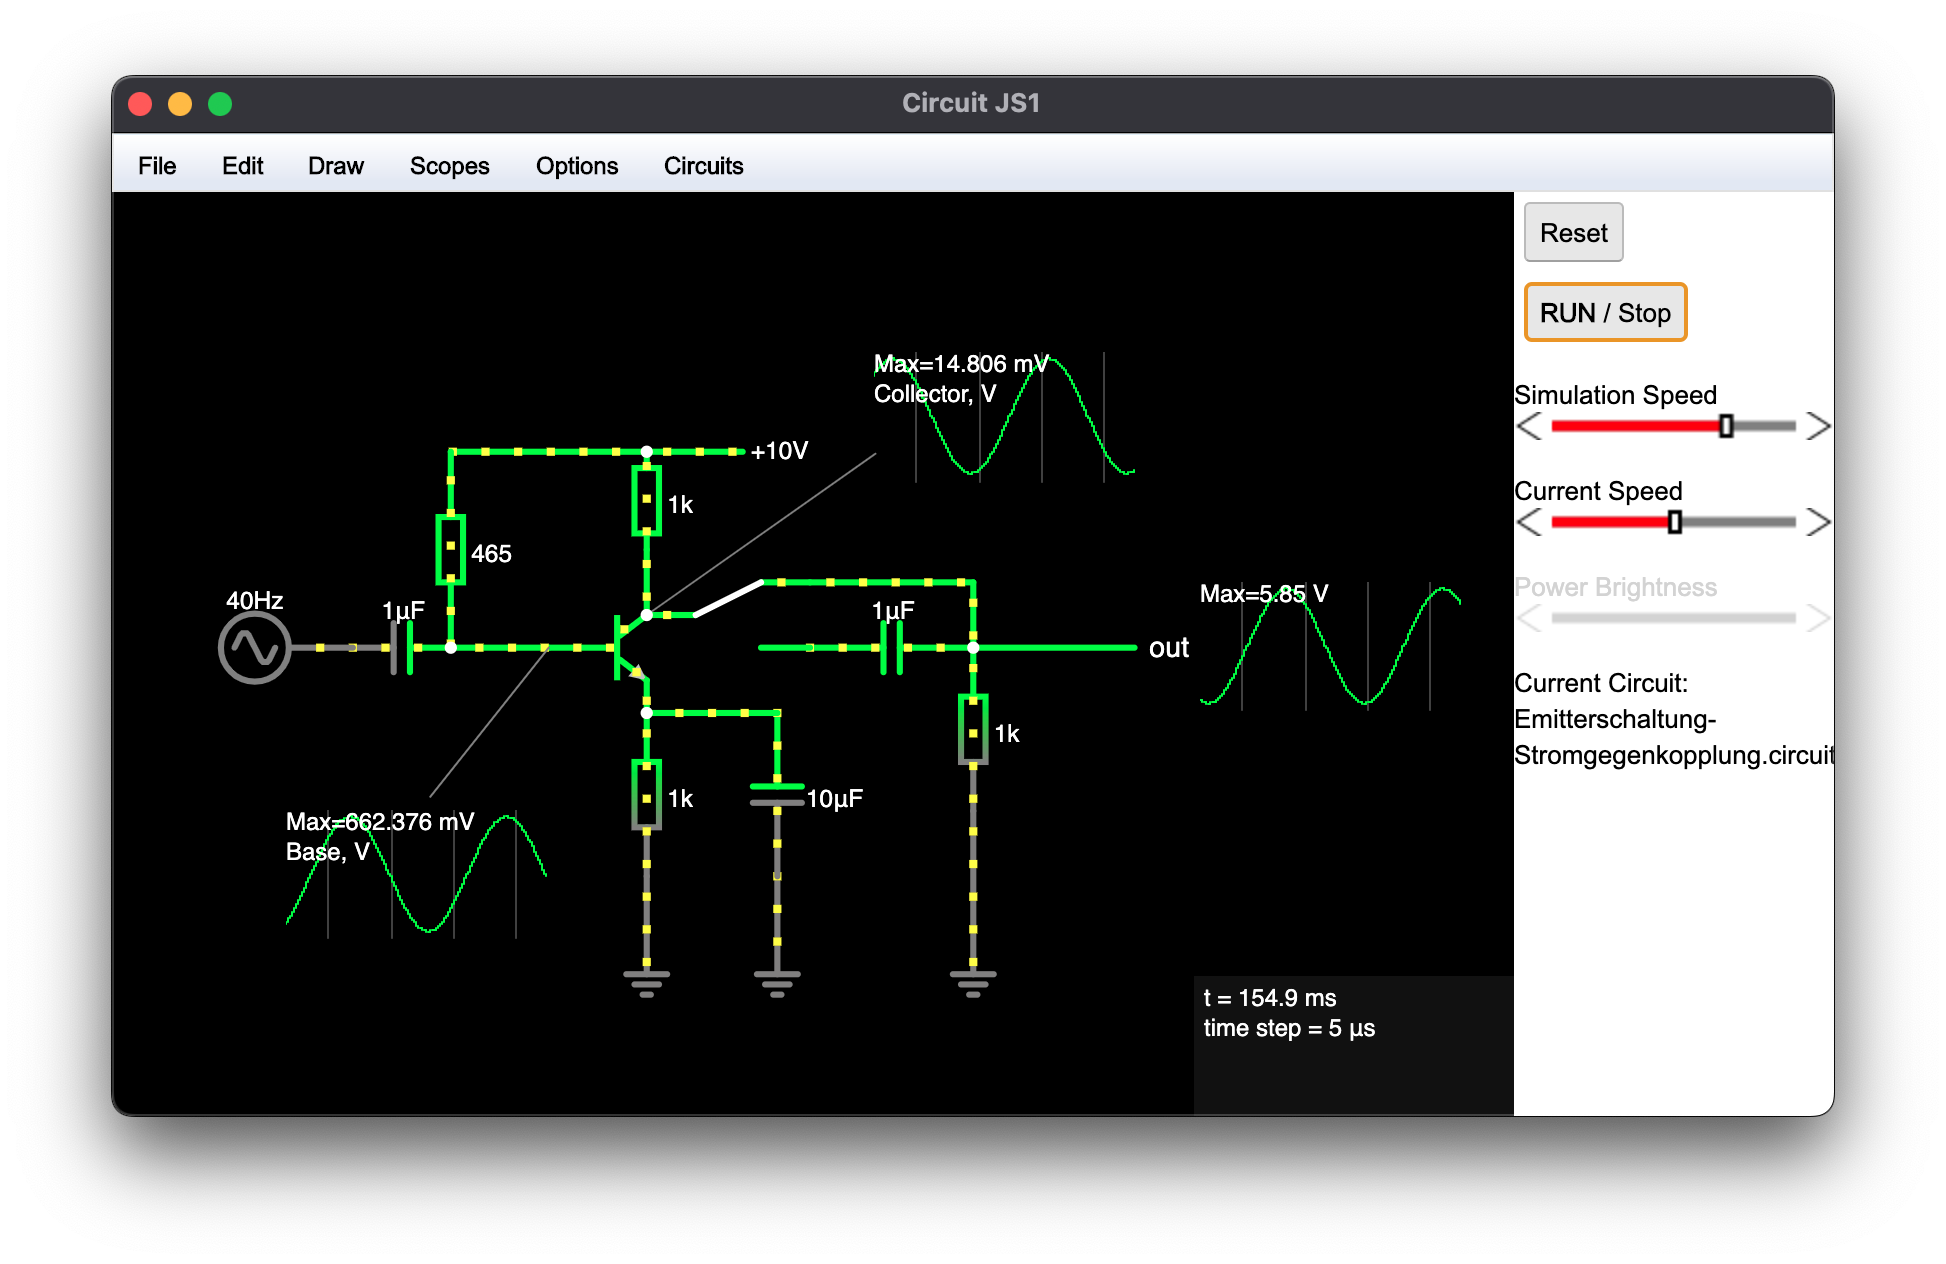 Circuit JS1
File Edit Draw Scopes Options Circuits
Reset
RUN / Stop
Simulation Speed
Current Speed
Power Brightness
Current Circuit:
Emitterschaltung-
Stromgegenkopplung.circuit
Max=14.806 mV
Collector, V
+10V
1k
465
40Hz
1µF
1µF
Max=5.85 V
out
1k
1k
10µF
Max=662.376 mV
Base, V
t = 154.9 ms
time step = 5 µs